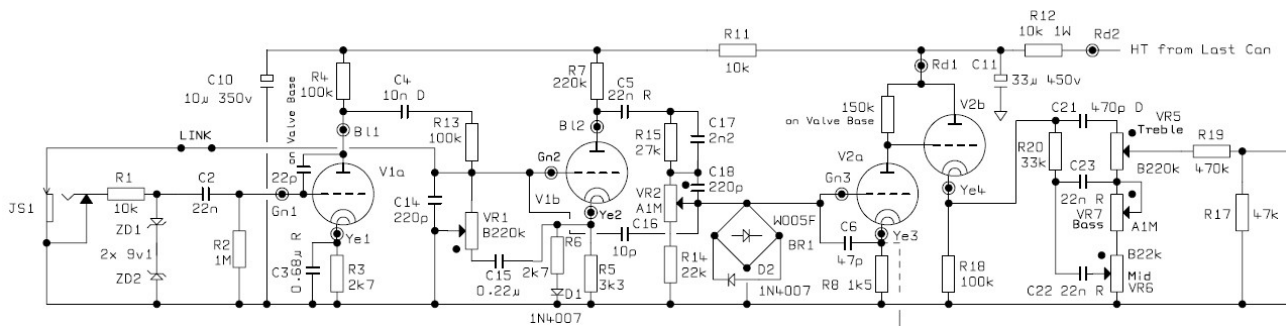 R12
10k 1W
Rd2
HT from Last Can
R11
10k
C11
33µ 450v
Rd1
C10
10µ 350v
R4
100k
on Valve Base
C4
10n D
R7
220k
C5
22n R
150k
on Valve Base
V2b
C21
470p D
VR5
Treble
B220k
R19
470k
LINK
Bl1
R13
100k
Bl2
R15
27k
C17
2n2
C18
220p
22p
V1a
Gn2
V1b
VR2
A1M
Gn3
V2a
R20
33k
C23
22n R
JS1
R1
10k
C2
22n
Gn1
C14
220p
VR1
B220k
Ye2
C16
10p
W005F
BR1
Ye4
VR7
Bass
A1M
R17
47k
ZD1
2x 9v1
ZD2
R2
1M
Ye1
C3
0.68µ R
R3
2k7
C15
0.22µ
R6
2k7
D1
1N4007
R5
3k3
R14
22k
D2
1N4007
C6
47p
Ye3
R8 1k5
R18
100k
B22k
Mid
VR6
C22 22n R